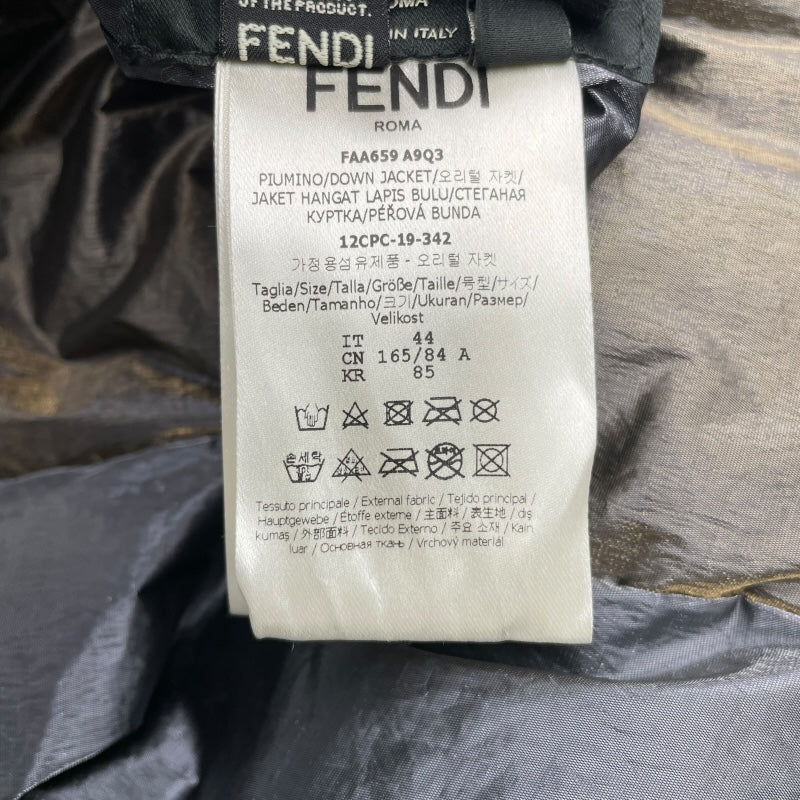 OF THE PRODUCT.
FENDI
IN ITALY
FENDI
ROMA
FAA659 A9Q3
PIUMINO/DOWN JACKET/오리털 자켓/
JAKET HANGAT LAPIS BULU/СТЕГАНАЯ
КУРТКА/PÉŘOVÁ BUNDA
12CPC-19-342
가정용섬유제품 - 오리털 자켓
Taglia/Size/Talla/Größe/Taille/号型/サイズ/
Beden/Tamanho/크기/Ukuran/Размер/
Velikost
IT 44
CN 165/84 A
KR 85
손세탁
Tessuto principale / External fabric / Tejido principal /
Hauptgewebe / Étoffe externe / 主面料 / 表生地 / dış
kumaş / 外部面料 / Tecido Externo / 주요 소재 / Kain
luar / Основная ткань / Vrchový materiál